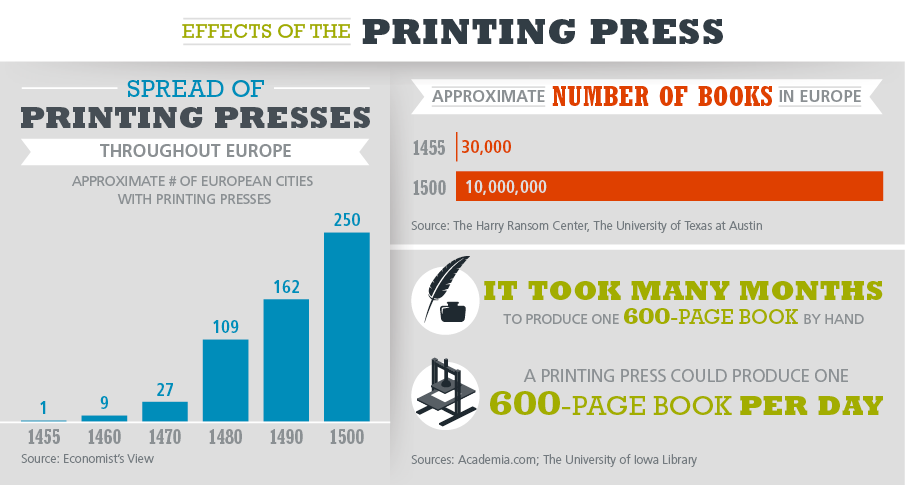 EFFECTS OF THE PRINTING PRESS
SPREAD OF
PRINTING PRESSES
THROUGHOUT EUROPE
APPROXIMATE # OF EUROPEAN CITIES
WITH PRINTING PRESSES
250
162
109
27
9
1
1455 1460 1470 1480 1490 1500
Source: Economist's View
APPROXIMATE NUMBER OF BOOKS IN EUROPE
1455 30,000
1500 10,000,000
Source: The Harry Ransom Center, The University of Texas at Austin
IT TOOK MANY MONTHS
TO PRODUCE ONE 600-PAGE BOOK BY HAND
A PRINTING PRESS COULD PRODUCE ONE
600-PAGE BOOK PER DAY
Sources: Academia.com; The University of Iowa Library